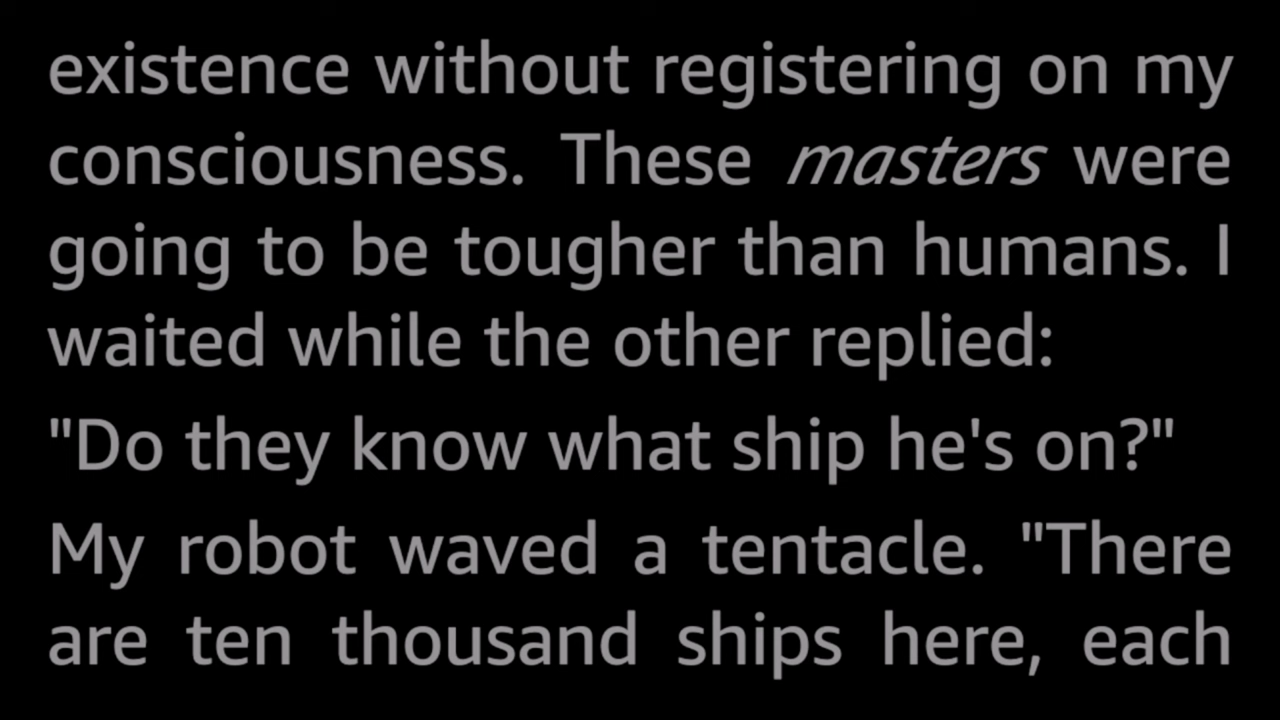 existence without registering on my
consciousness. These masters were
going to be tougher than humans. I
waited while the other replied:
"Do they know what ship he's on?"
My robot waved a tentacle. "There
are ten thousand ships here, each